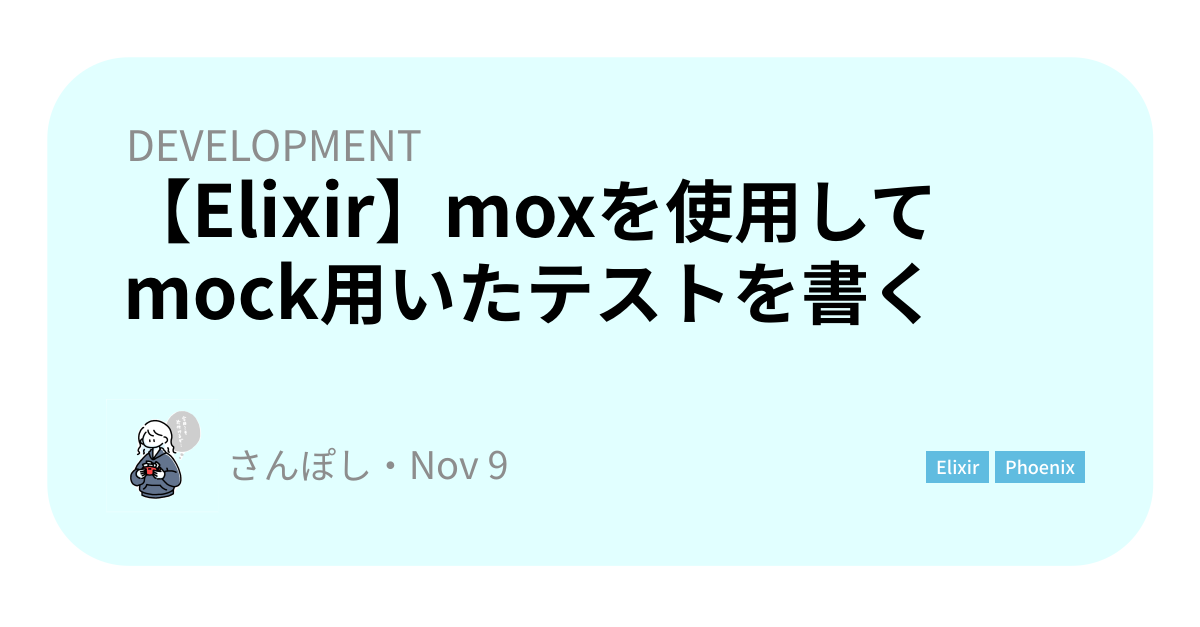 DEVELOPMENT
【Elixir】moxを使用して
mock用いたテストを書く
さんぽし・Nov 9
Elixir
Phoenix